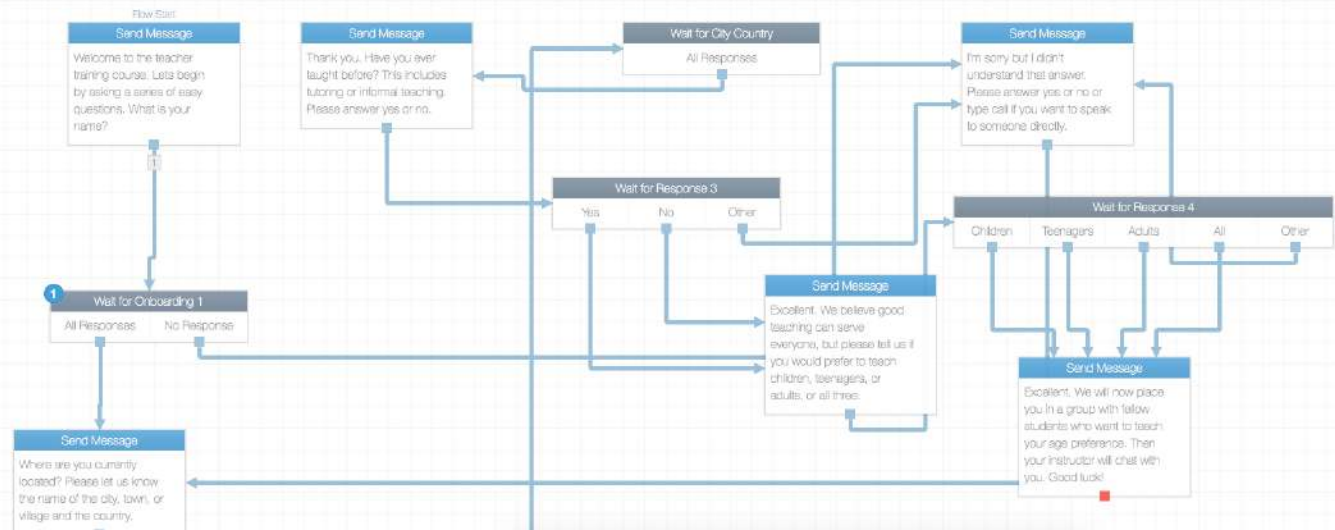 Flow Start
Send Message
Welcome to the teacher
training course. Lets begin
by asking a series of easy
questions. What is your
name?
1
Send Message
Thank you. Have you ever
taught before? This includes
tutoring or informal teaching.
Please answer yes or no.
Wait for City Country
All Responses
Send Message
I'm sorry but I didn't
understand that answer.
Please answer yes or no or
type call if you want to speak
to someone directly.
Wait for Response 3
Yes No Other
Wait for Response 4
Children Teenagers Adults All Other
1
Wait for Onboarding 1
All Responses No Response
Send Message
Excellent. We believe good
teaching can serve
everyone, but please tell us if
you would prefer to teach
children, teenagers, or
adults, or all three.
Send Message
Excellent. We will now place
you in a group with fellow
students who want to teach
your age preference. Then
your instructor will chat with
you. Good luck!
Send Message
Where are you currently
located? Please let us know
the name of the city, town, or
village and the country.